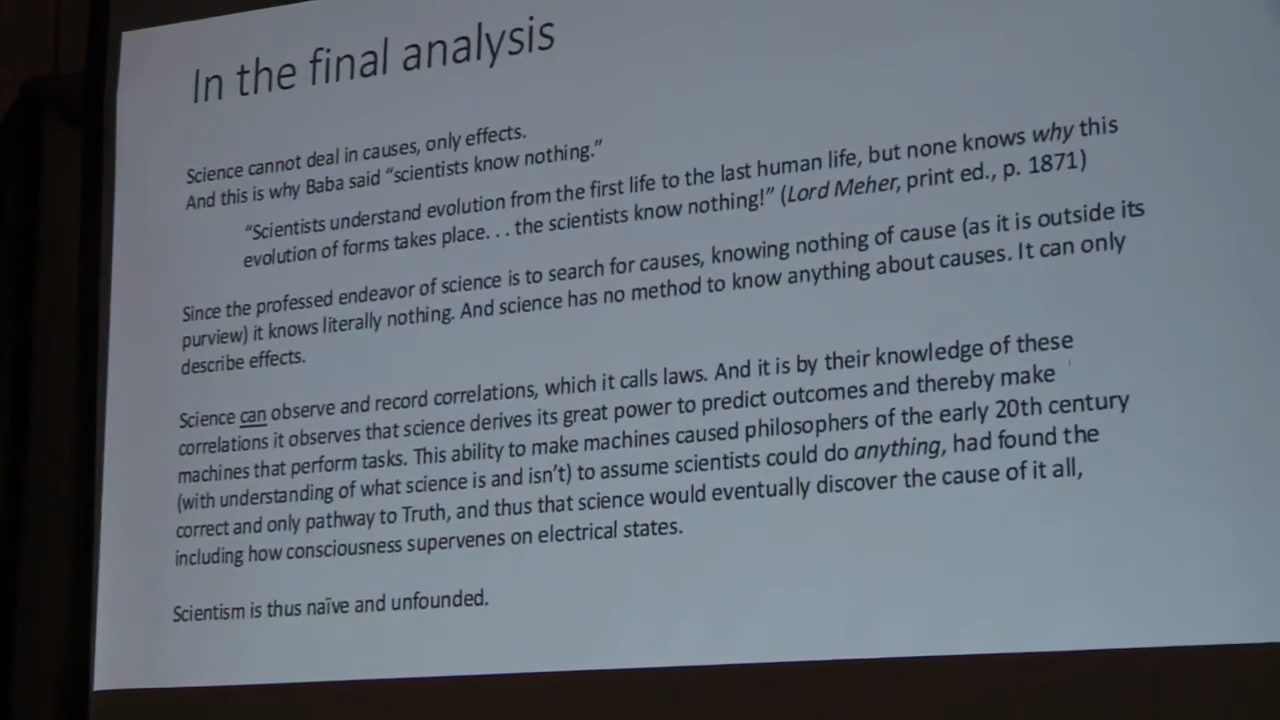 In the final analysis
Science cannot deal in causes, only effects.
And this is why Baba said “scientists know nothing.”
“Scientists understand evolution from the first life to the last human life, but none knows why this
evolution of forms takes place. . . the scientists know nothing!” (Lord Meher, print ed., p. 1871)
Since the professed endeavor of science is to search for causes, knowing nothing of cause (as it is outside its
purview) it knows literally nothing. And science has no method to know anything about causes. It can only
describe effects.
Science can observe and record correlations, which it calls laws. And it is by their knowledge of these
correlations it observes that science derives its great power to predict outcomes and thereby make
machines that perform tasks. This ability to make machines caused philosophers of the early 20th century
(with understanding of what science is and isn’t) to assume scientists could do anything, had found the
correct and only pathway to Truth, and thus that science would eventually discover the cause of it all,
including how consciousness supervenes on electrical states.
Scientism is thus naïve and unfounded.